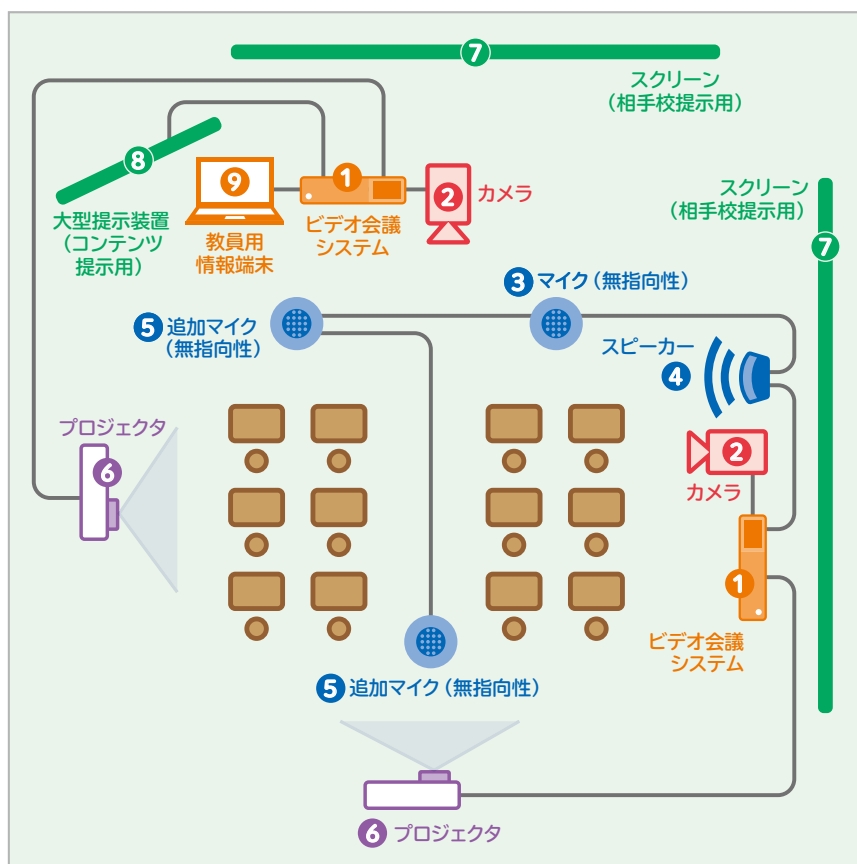 7
スクリーン
（相手校提示用）
8
9
1
2
カメラ
大型提示装置
（コンテンツ
提示用）
教員用
情報端末
ビデオ会議
システム
スクリーン
（相手校提示用）
7
3 マイク（無指向性）
5 追加マイク
（無指向性）
スピーカー
4
プロジェクタ
6
2
カメラ
1
ビデオ会議
システム
5 追加マイク（無指向性）
6 プロジェクタ